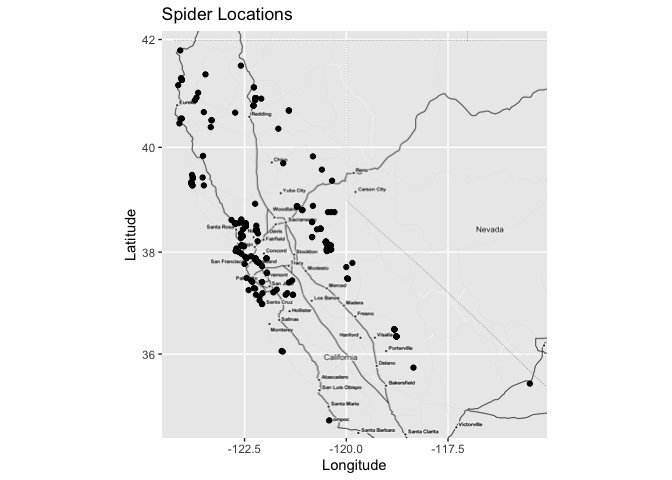 Spider Locations
42
40
38
36
Latitude
Redding
Chico
Reno
Yuba City
Carson City
Woodland
Sacramento
Santa Rosa
Davis
Fairfield
Nevada
Concord
Stockton
San Francisco
Tracy
Modesto
Merced
Santa Cruz
Los Banos
Madera
Hollister
Salinas
Fresno
Monterey
Hanford
Visalia
Porterville
California
Delano
Atascadero
Bakersfield
San Luis Obispo
Santa Maria
Santa Barbara
Santa Clarita
Victorville
-122.5
-120.0
-117.5
Longitude